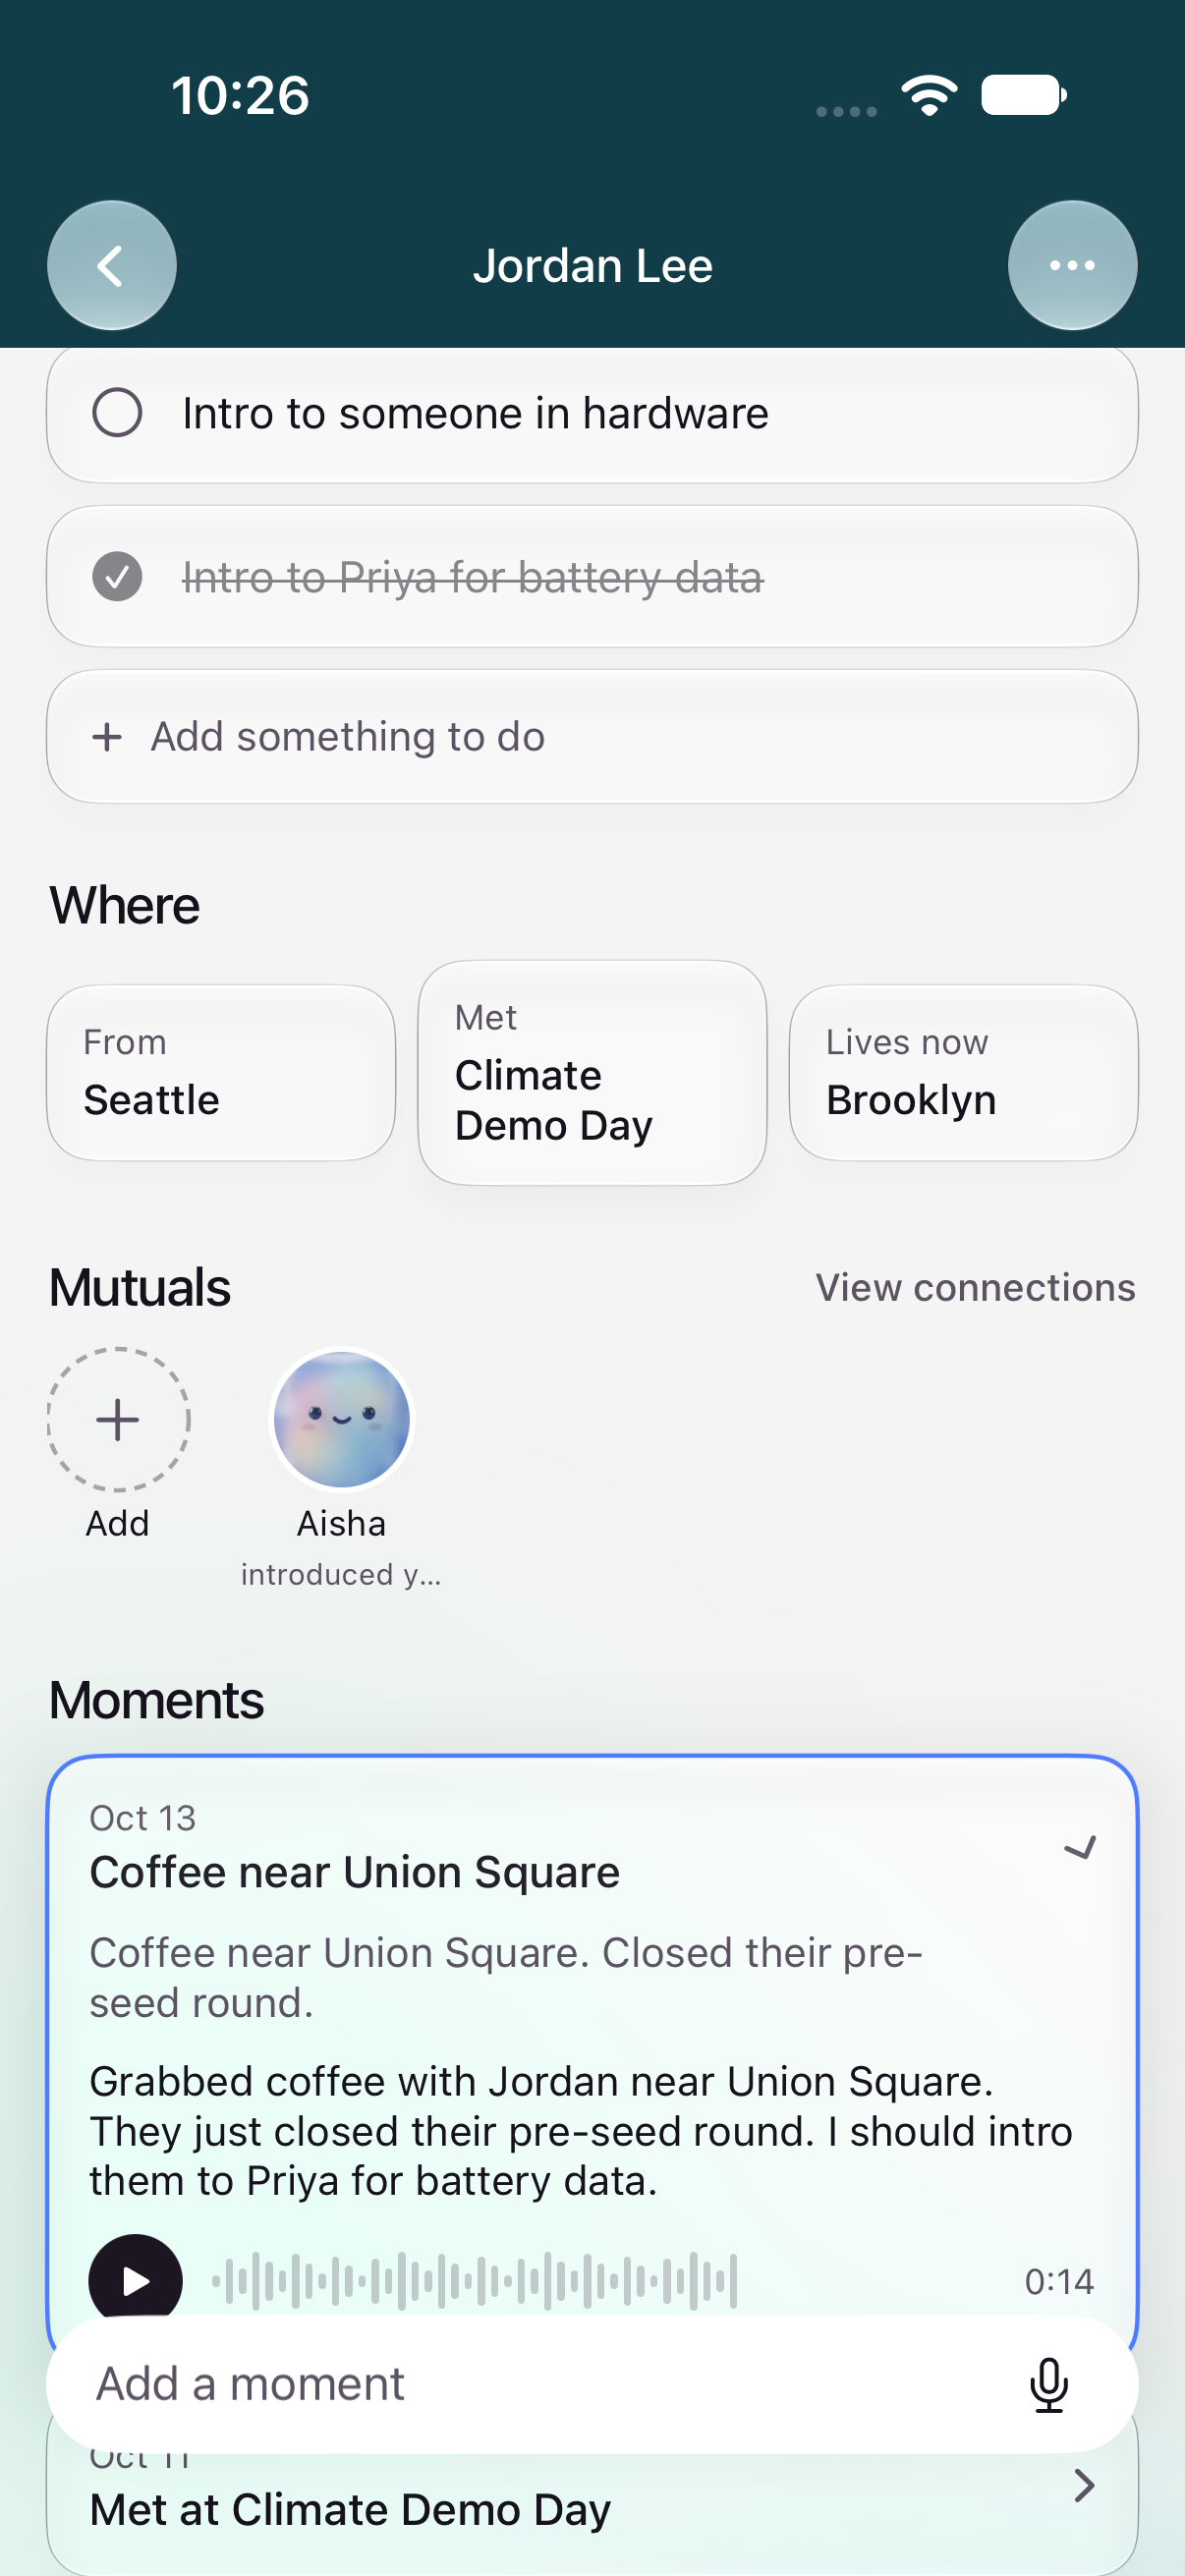 10:26
Jordan Lee
Intro to someone in hardware
Intro to Priya for battery data
Add something to do
Where
From
Seattle
Met
Climate
Demo Day
Lives now
Brooklyn
Mutuals
View connections
Add
Aisha
introduced y...
Moments
Oct 13
Coffee near Union Square
Coffee near Union Square. Closed their pre-
seed round.
Grabbed coffee with Jordan near Union Square.
They just closed their pre-seed round. I should intro
them to Priya for battery data.
0:14
Add a moment
Oct 11
Met at Climate Demo Day